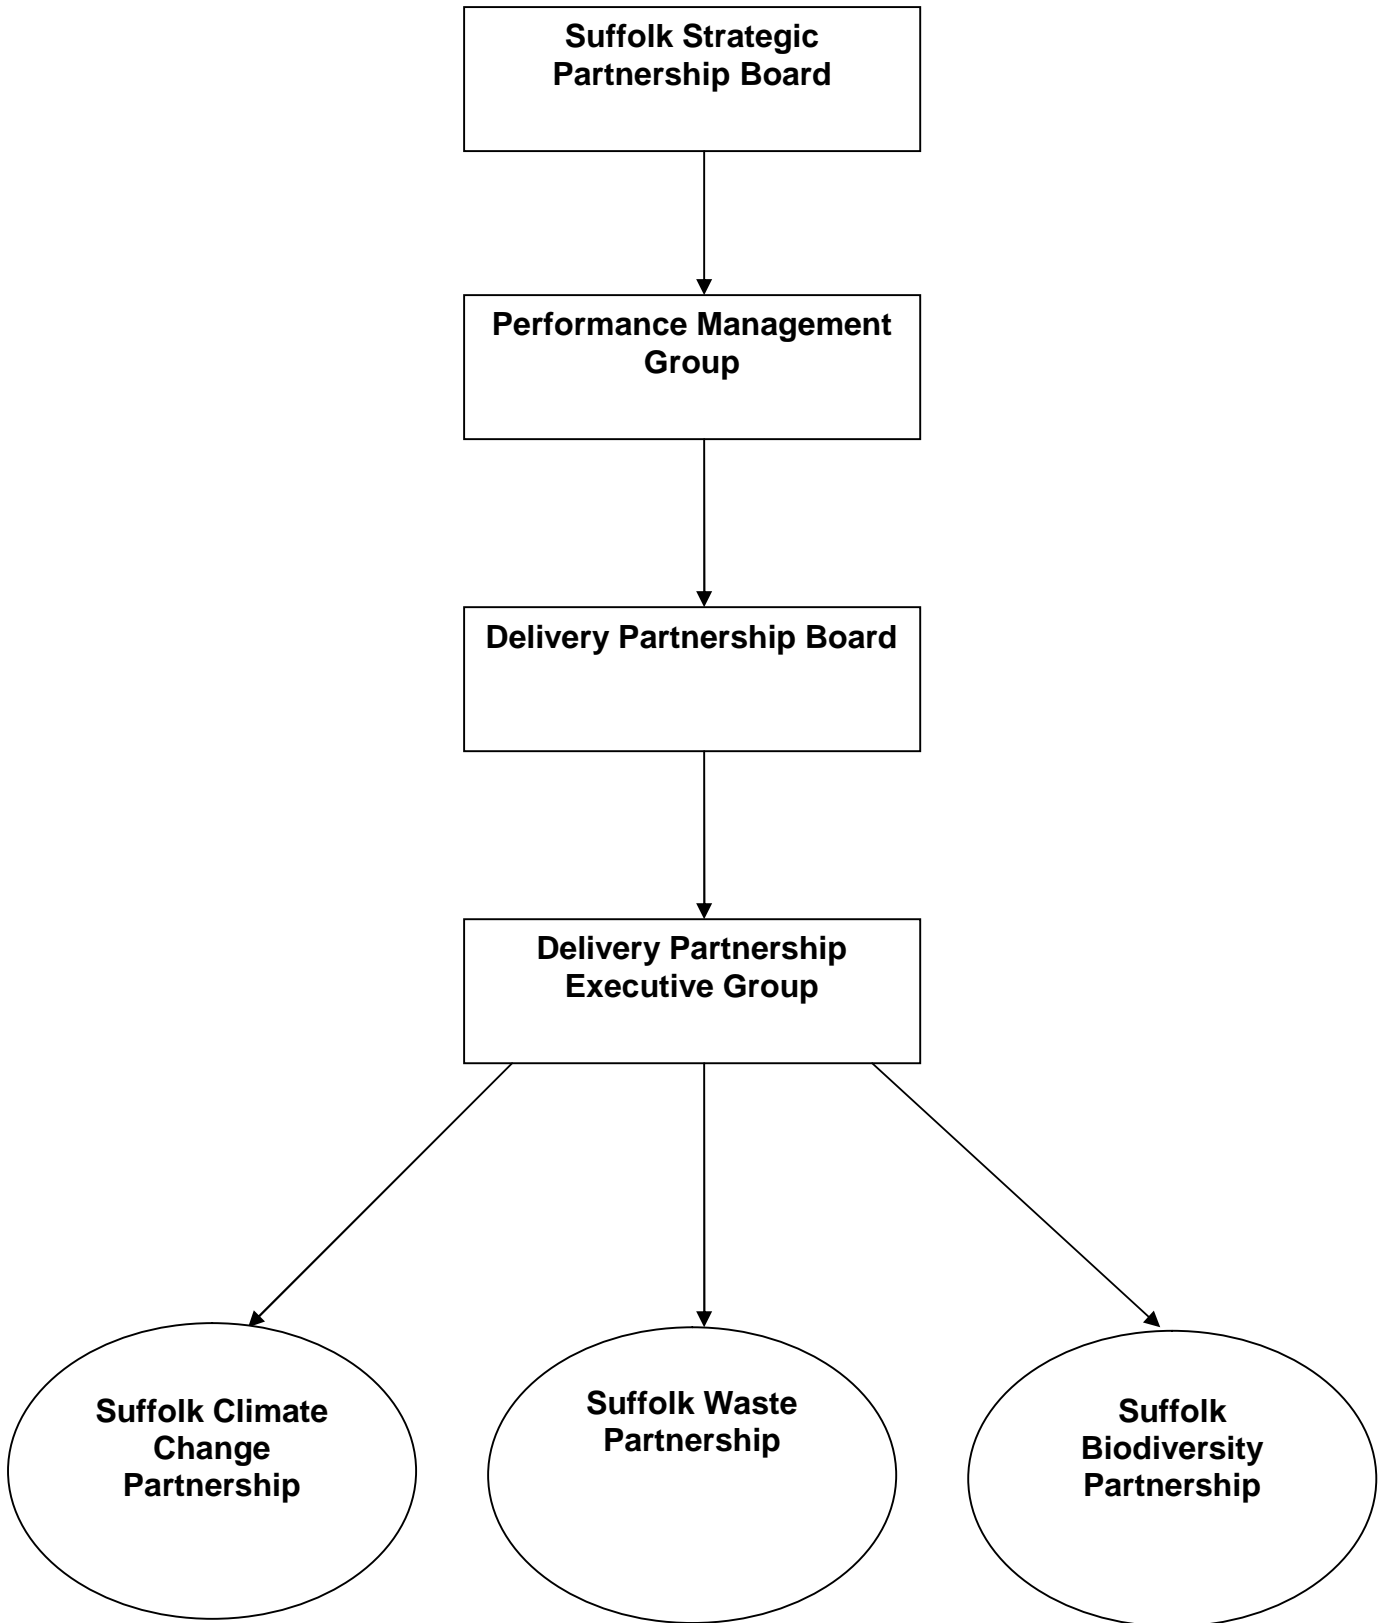 Suffolk Strategic
Partnership Board
Performance Management
Group
Delivery Partnership Board
Delivery Partnership
Executive Group
Suffolk Climate
Change
Partnership
Suffolk Waste
Partnership
Suffolk
Biodiversity
Partnership